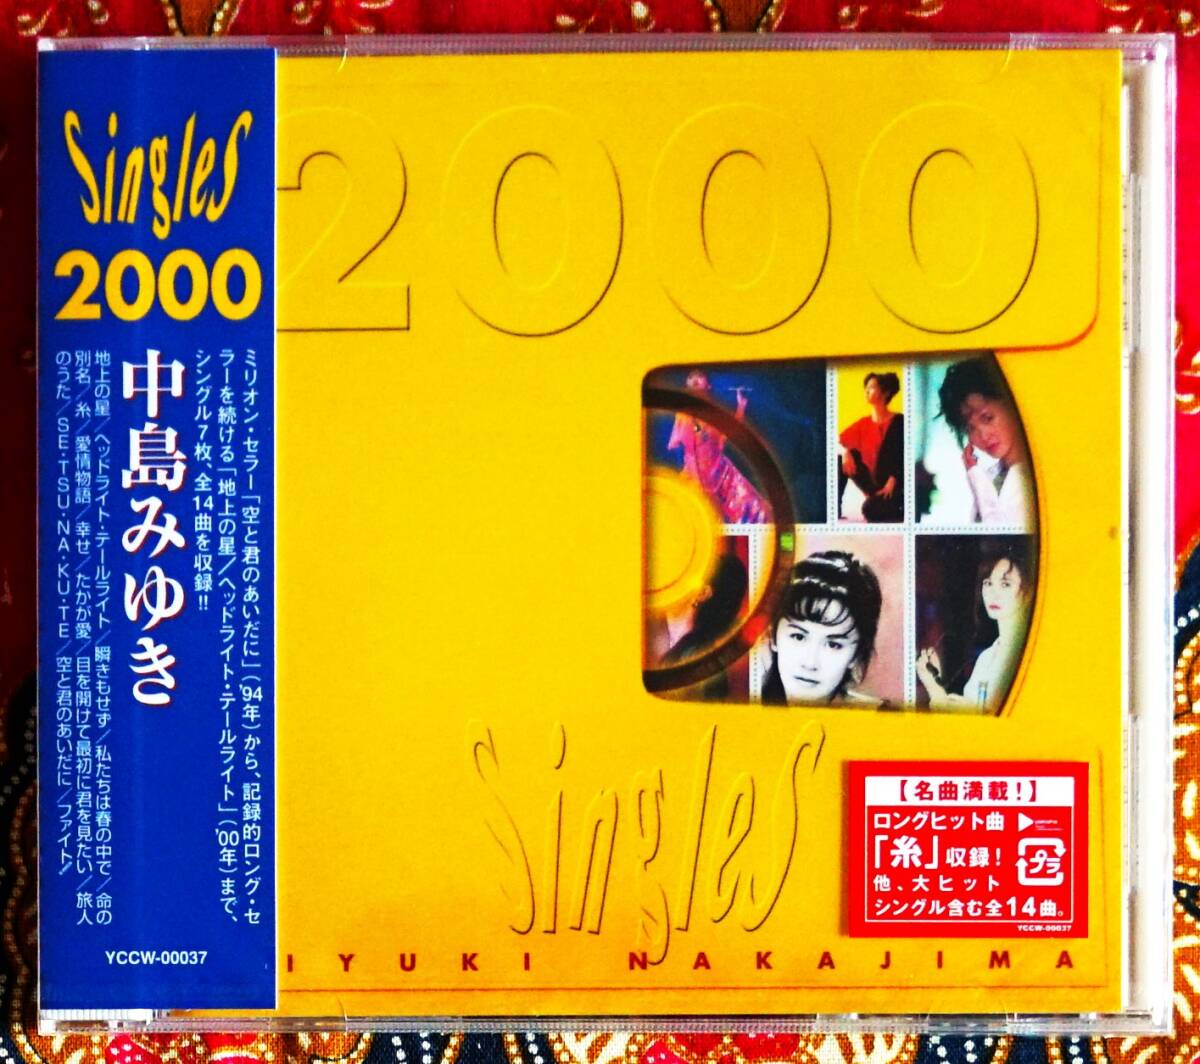 Singles
2000
中島みゆき
ミリオン・セラー「空と君のあいだに」('94年)から、記録的ロング・セ
ラーを続ける「地上の星/ヘッドライト・テールライト」('00年)まで、
シングル7枚、全14曲を収録!!
地上の星/ヘッドライト・テールライト/瞬きもせず/私たちは春の中で/命の
別名/糸/愛情物語/幸せ/たかが愛/目を開けて最初に君を見たい/旅人
のうた/SE・TSU・NA・KU・TE/空と君のあいだに/ファイト!
YCCW-00037
2000
Singles
IYUKI NAKAJIMA
【名曲満載!】
ロングヒット曲
「糸」収録!
他、大ヒット
シングル含む全14曲。
プラ
YCCW-00037